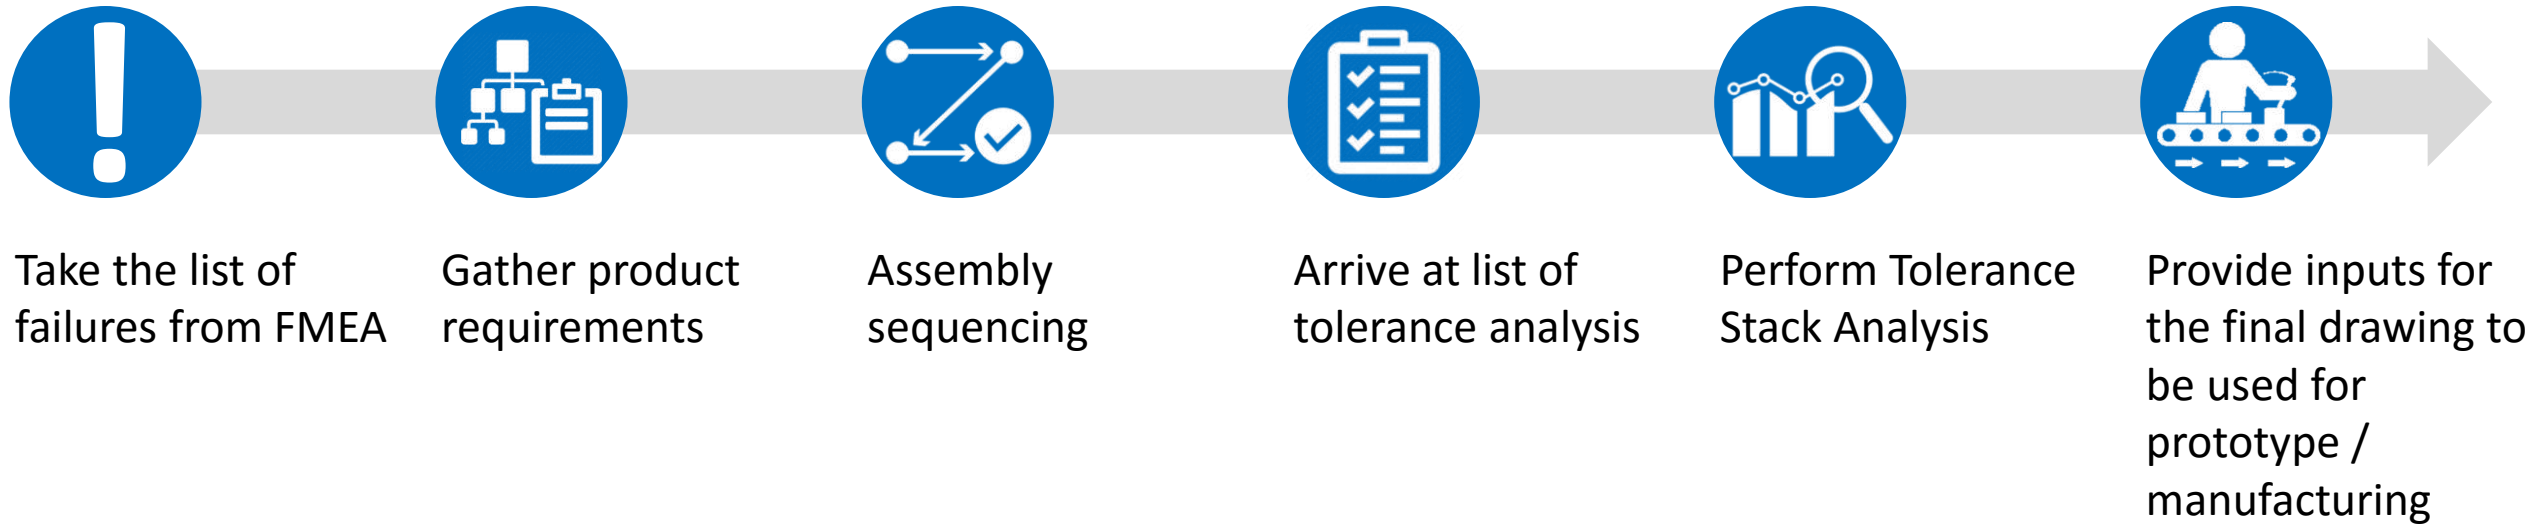 Take the list of
failures from FMEA
Gather product
requirements
Assembly
sequencing
Arrive at list of
tolerance analysis
Perform Tolerance
Stack Analysis
Provide inputs for
the final drawing to
be used for
prototype /
manufacturing